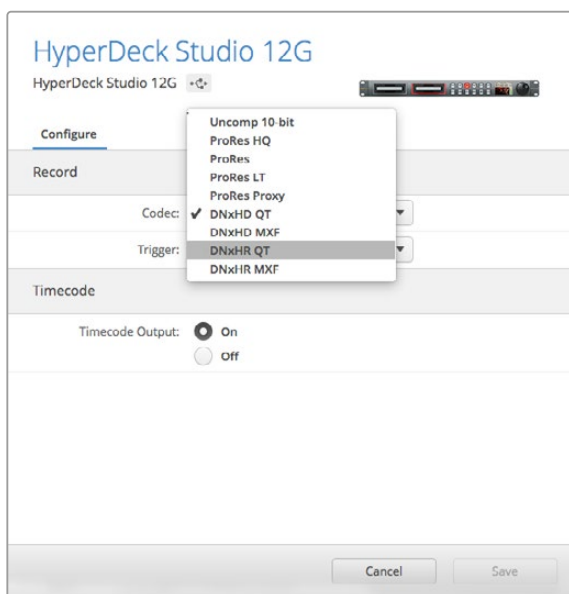 HyperDeck Studio 12G
HyperDeck Studio 12G
Configure
Record
Codec:
Uncomp 10-bit
ProRes HQ
ProRes
ProRes LT
ProRes Proxy
✓ DNxHD QT
DNxHD MXF
DNxHR QT
DNxHR MXF
Trigger:
Timecode
Timecode Output:
On
Off
Cancel
Save